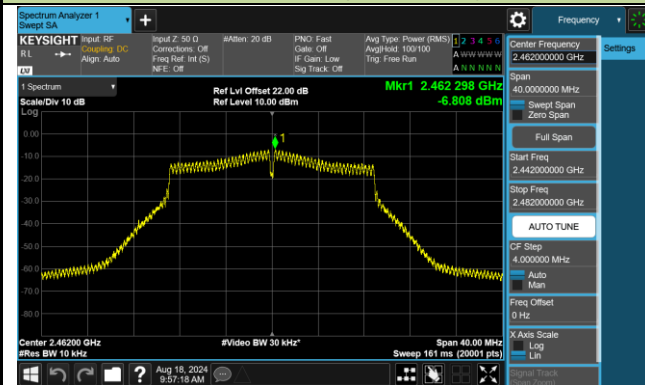 Spectrum Analyzer 1
Swept SA
Frequency
KEYSIGHT
RL
LXI
Input: RF
Coupling: DC
Align: Auto
Input Z: 50 Ω
Corrections: Off
Freq Ref: Int (S)
NFE: Off
#Atten: 20 dB
PNO: Fast
Gate: Off
IF Gain: Low
Sig Track: Off
Avg Type: Power (RMS)
Avg|Hold: 100/100
Trig: Free Run
1 2 3 4 5 6
A W W W W W
A N N N N N
1 Spectrum
Scale/Div 10 dB
Log
Ref Lvl Offset 22.00 dB
Ref Level 10.00 dBm
Mkr1 2.462 298 GHz
-6.808 dBm
1
0.00
-10.0
-20.0
-30.0
-40.0
-50.0
-60.0
-70.0
-80.0
Center 2.46200 GHz
#Res BW 10 kHz
#Video BW 30 kHz*
Span 40.00 MHz
Sweep 161 ms (20001 pts)
Center Frequency
2.462000000 GHz
Settings
Span
40.0000000 MHz
Swept Span
Zero Span
Full Span
Start Freq
2.442000000 GHz
Stop Freq
2.482000000 GHz
AUTO TUNE
CF Step
4.000000 MHz
Auto
Man
Freq Offset
0 Hz
X Axis Scale
Log
Lin
Signal Track
(Span Zoom)
?
Aug 18, 2024
9:57:18 AM